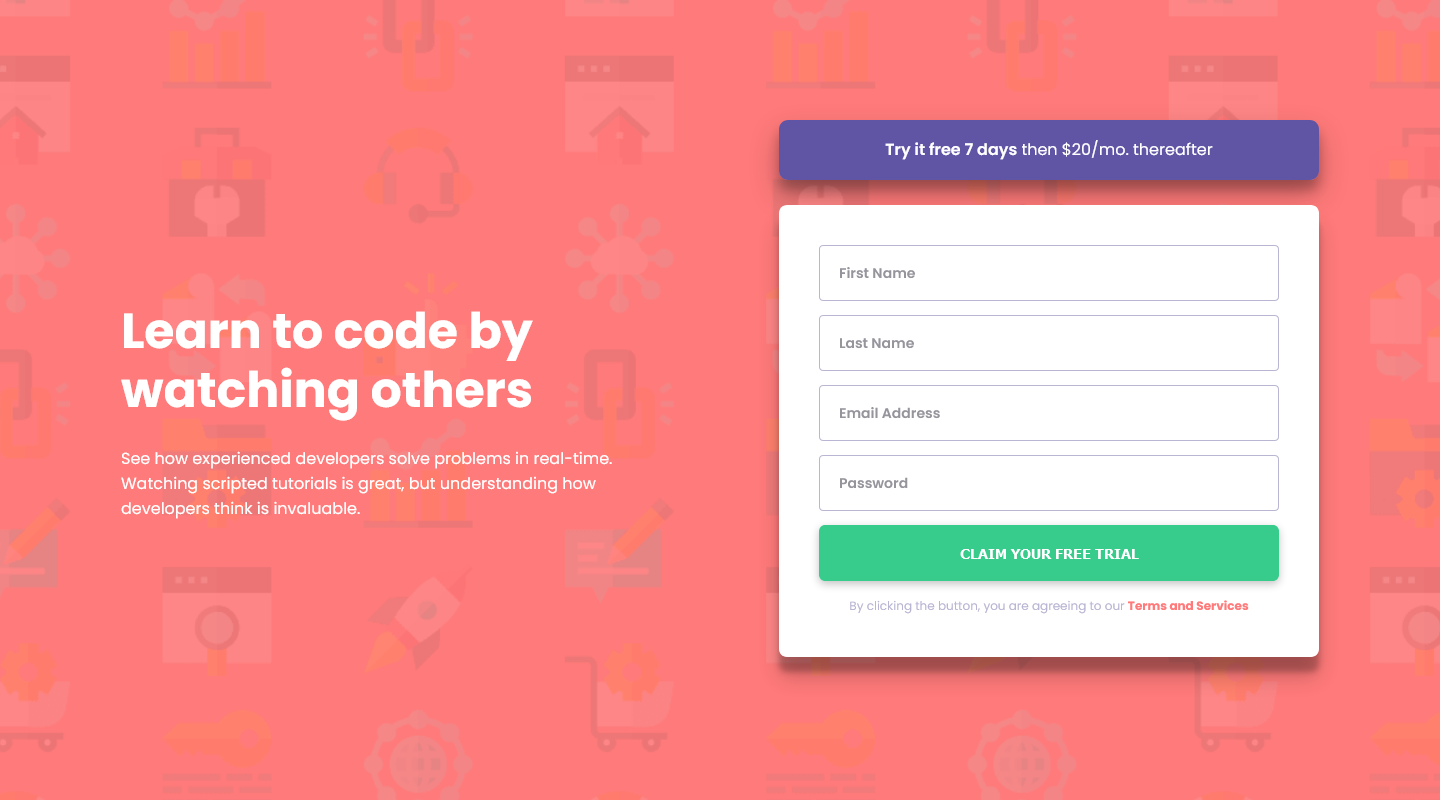 Learn to code by
watching others
See how experienced developers solve problems in real-time.
Watching scripted tutorials is great, but understanding how
developers think is invaluable.
Try it free 7 days then $20/mo. thereafter
First Name
Last Name
Email Address
Password
CLAIM YOUR FREE TRIAL
By clicking the button, you are agreeing to our Terms and Services